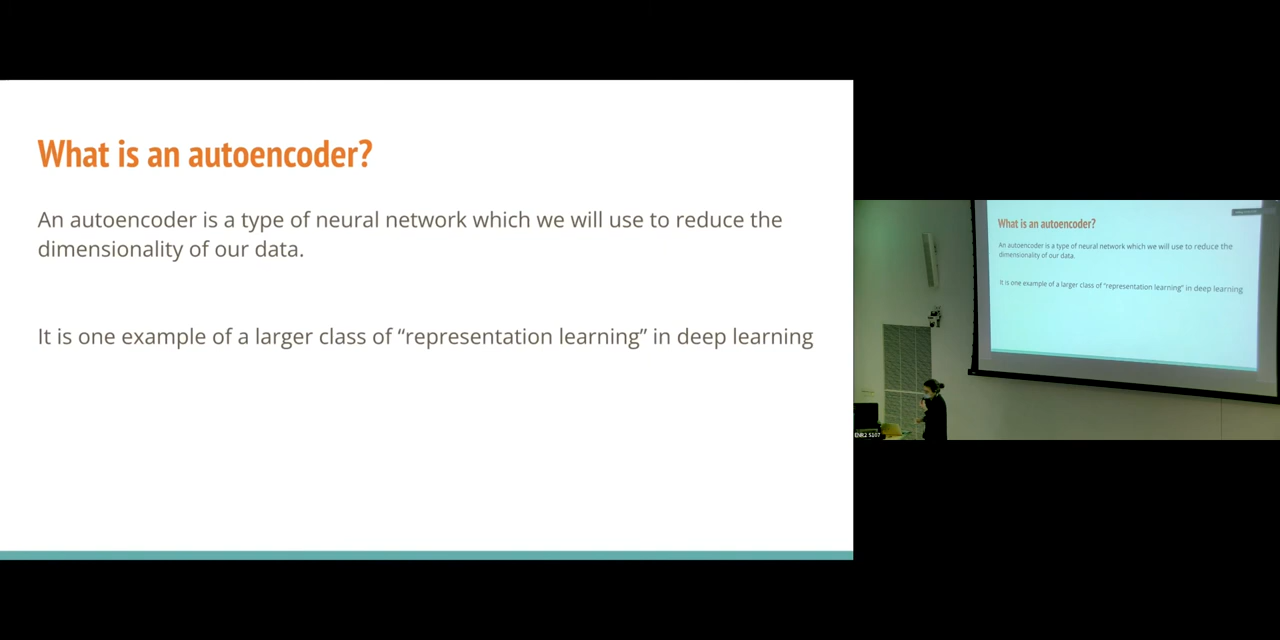 What is an autoencoder?
An autoencoder is a type of neural network which we will use to reduce the
dimensionality of our data.
It is one example of a larger class of “representation learning” in deep learning
What is an autoencoder?
An autoencoder is a type of neural network which we will use to reduce the
dimensionality of our data.
It is one example of a larger class of “representation learning” in deep learning
ENR2 S107